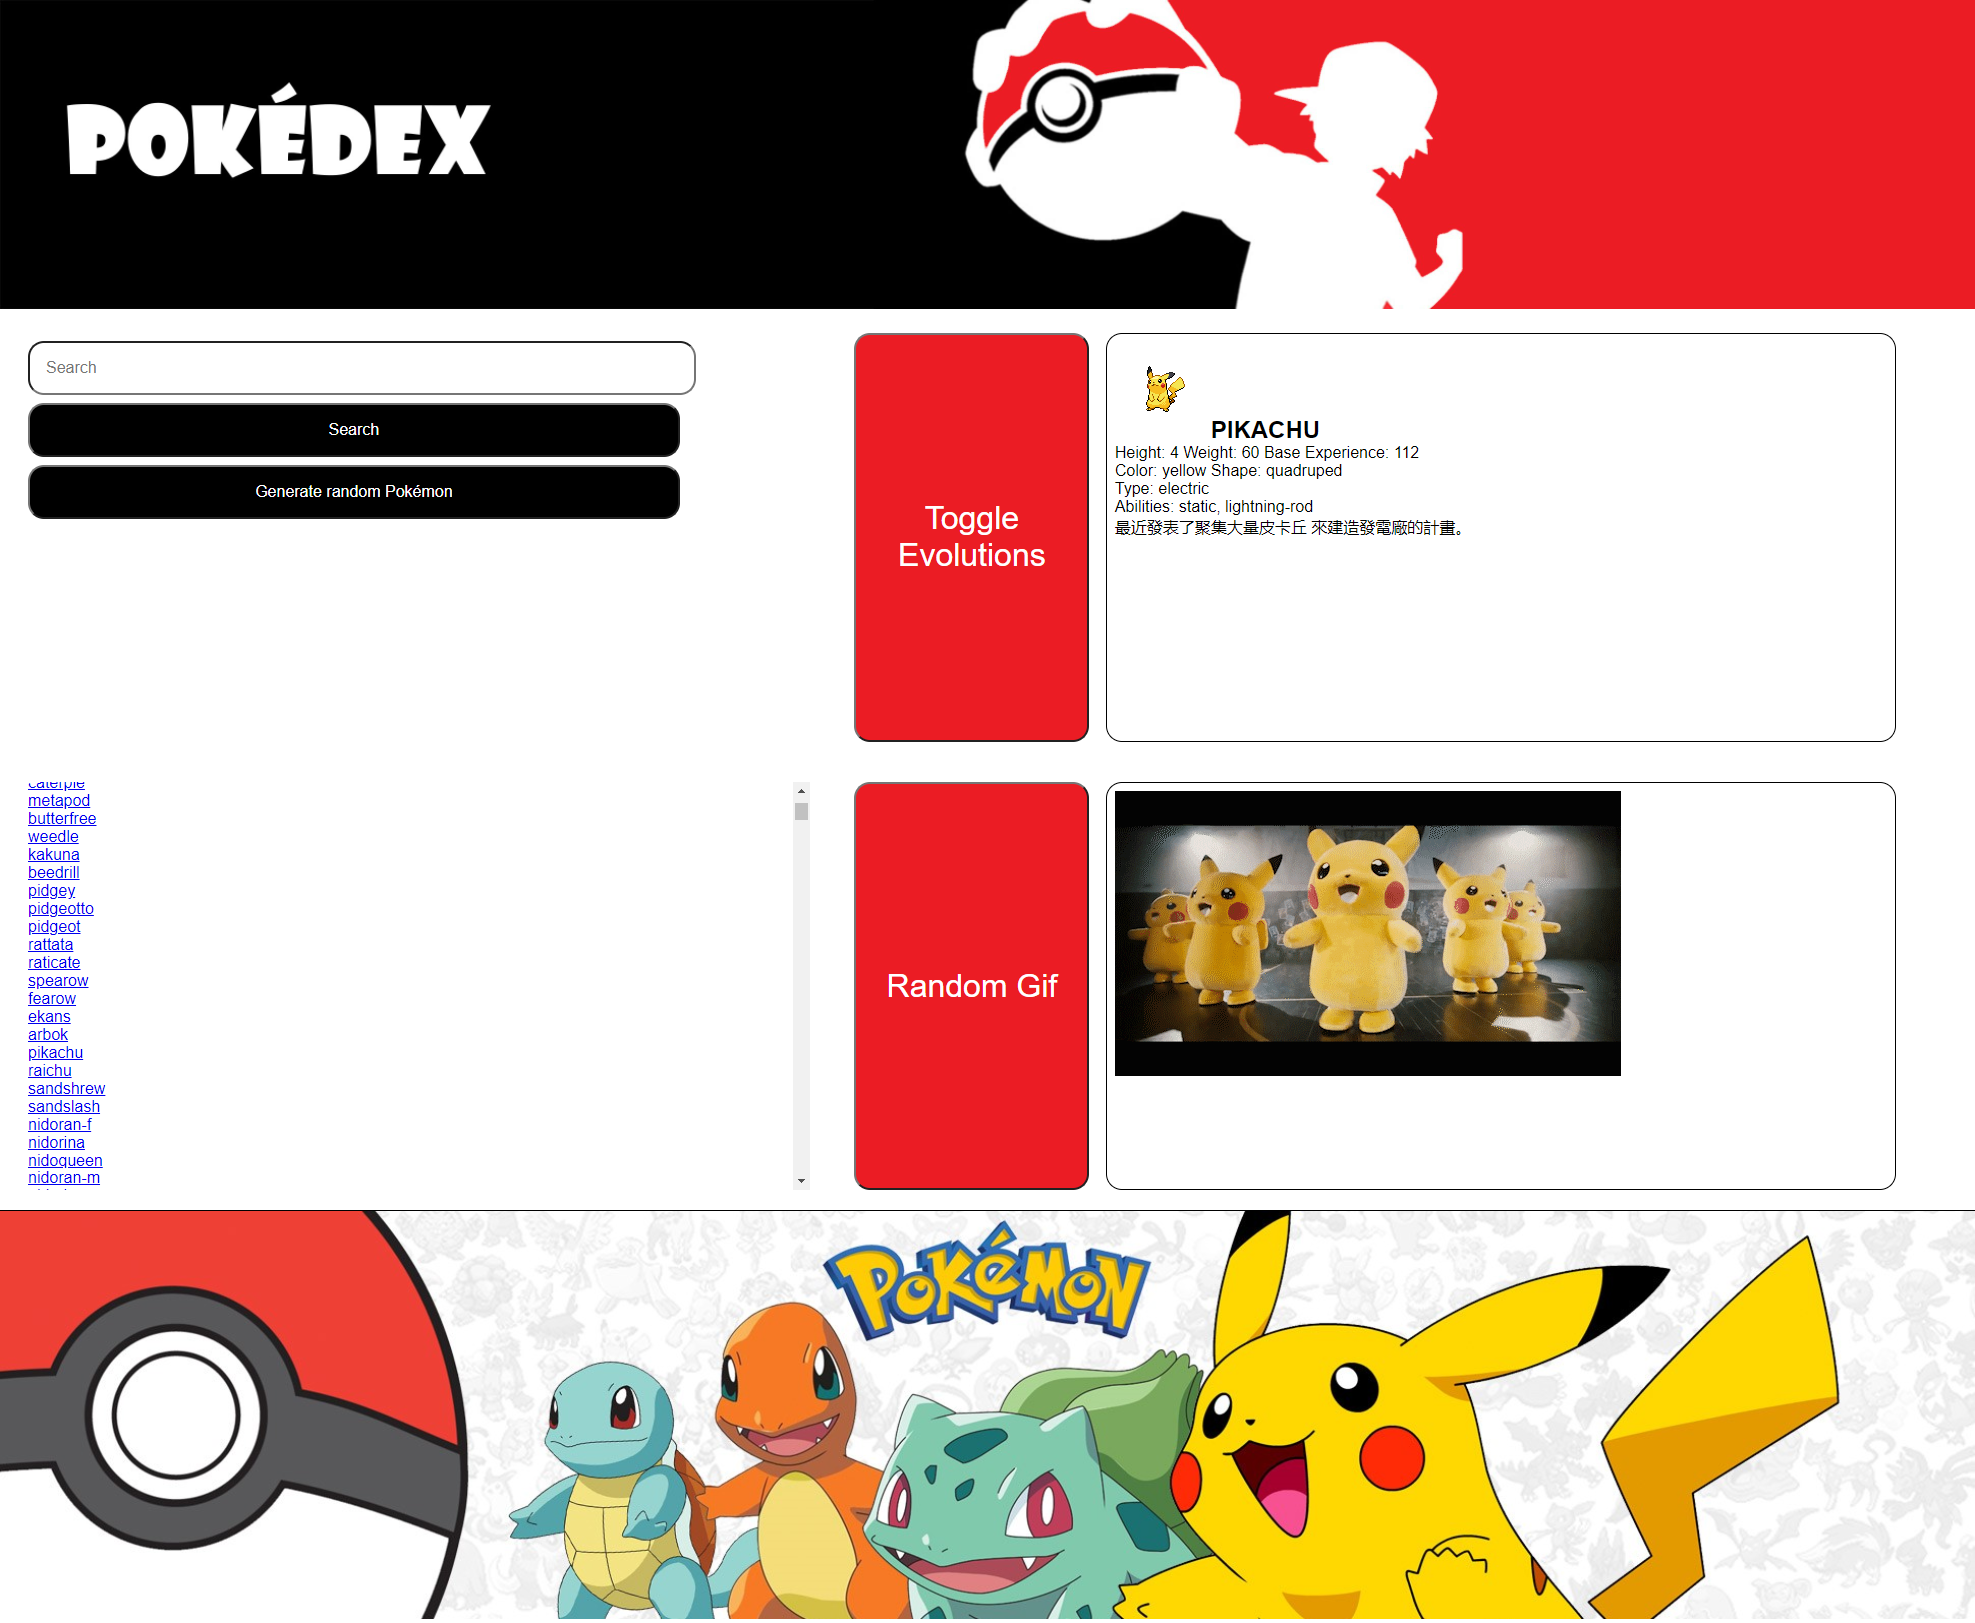 POKÉDEX
Search
Search
Generate random Pokémon
Toggle
Evolutions
PIKACHU
Height: 4 Weight: 60 Base Experience: 112
Color: yellow Shape: quadruped
Type: electric
Abilities: static, lightning-rod
最近發表了聚集大量皮卡丘 來建造發電廠的計畫。
caterpie
metapod
butterfree
weedle
kakuna
beedrill
pidgey
pidgeotto
pidgeot
rattata
raticate
spearow
fearow
ekans
arbok
pikachu
raichu
sandshrew
sandslash
nidoran-f
nidorina
nidoqueen
nidoran-m
Random Gif
POKÉMON